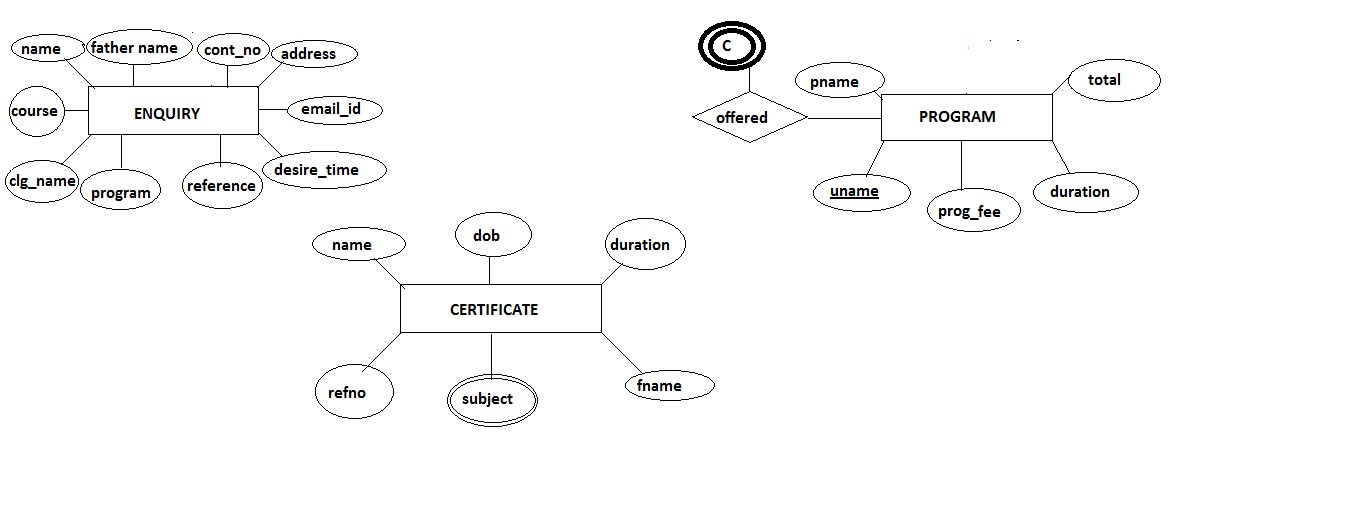 name
father name
cont_no
address
course
ENQUIRY
email_id
clg_name
program
reference
desire_time
C
offered
pname
PROGRAM
total
uname
prog_fee
duration
name
dob
duration
CERTIFICATE
refno
subject
fname